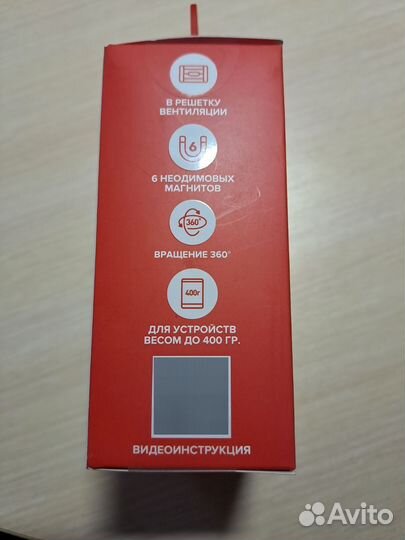 В РЕШЕТКУ
ВЕНТИЛЯЦИИ
6
6 НЕОДИМОВЫХ
МАГНИТОВ
360°
ВРАЩЕНИЕ 360°
400г
ДЛЯ УСТРОЙСТВ
ВЕСОМ ДО 400 ГР.
ВИДЕОИНСТРУКЦИЯ
Avito